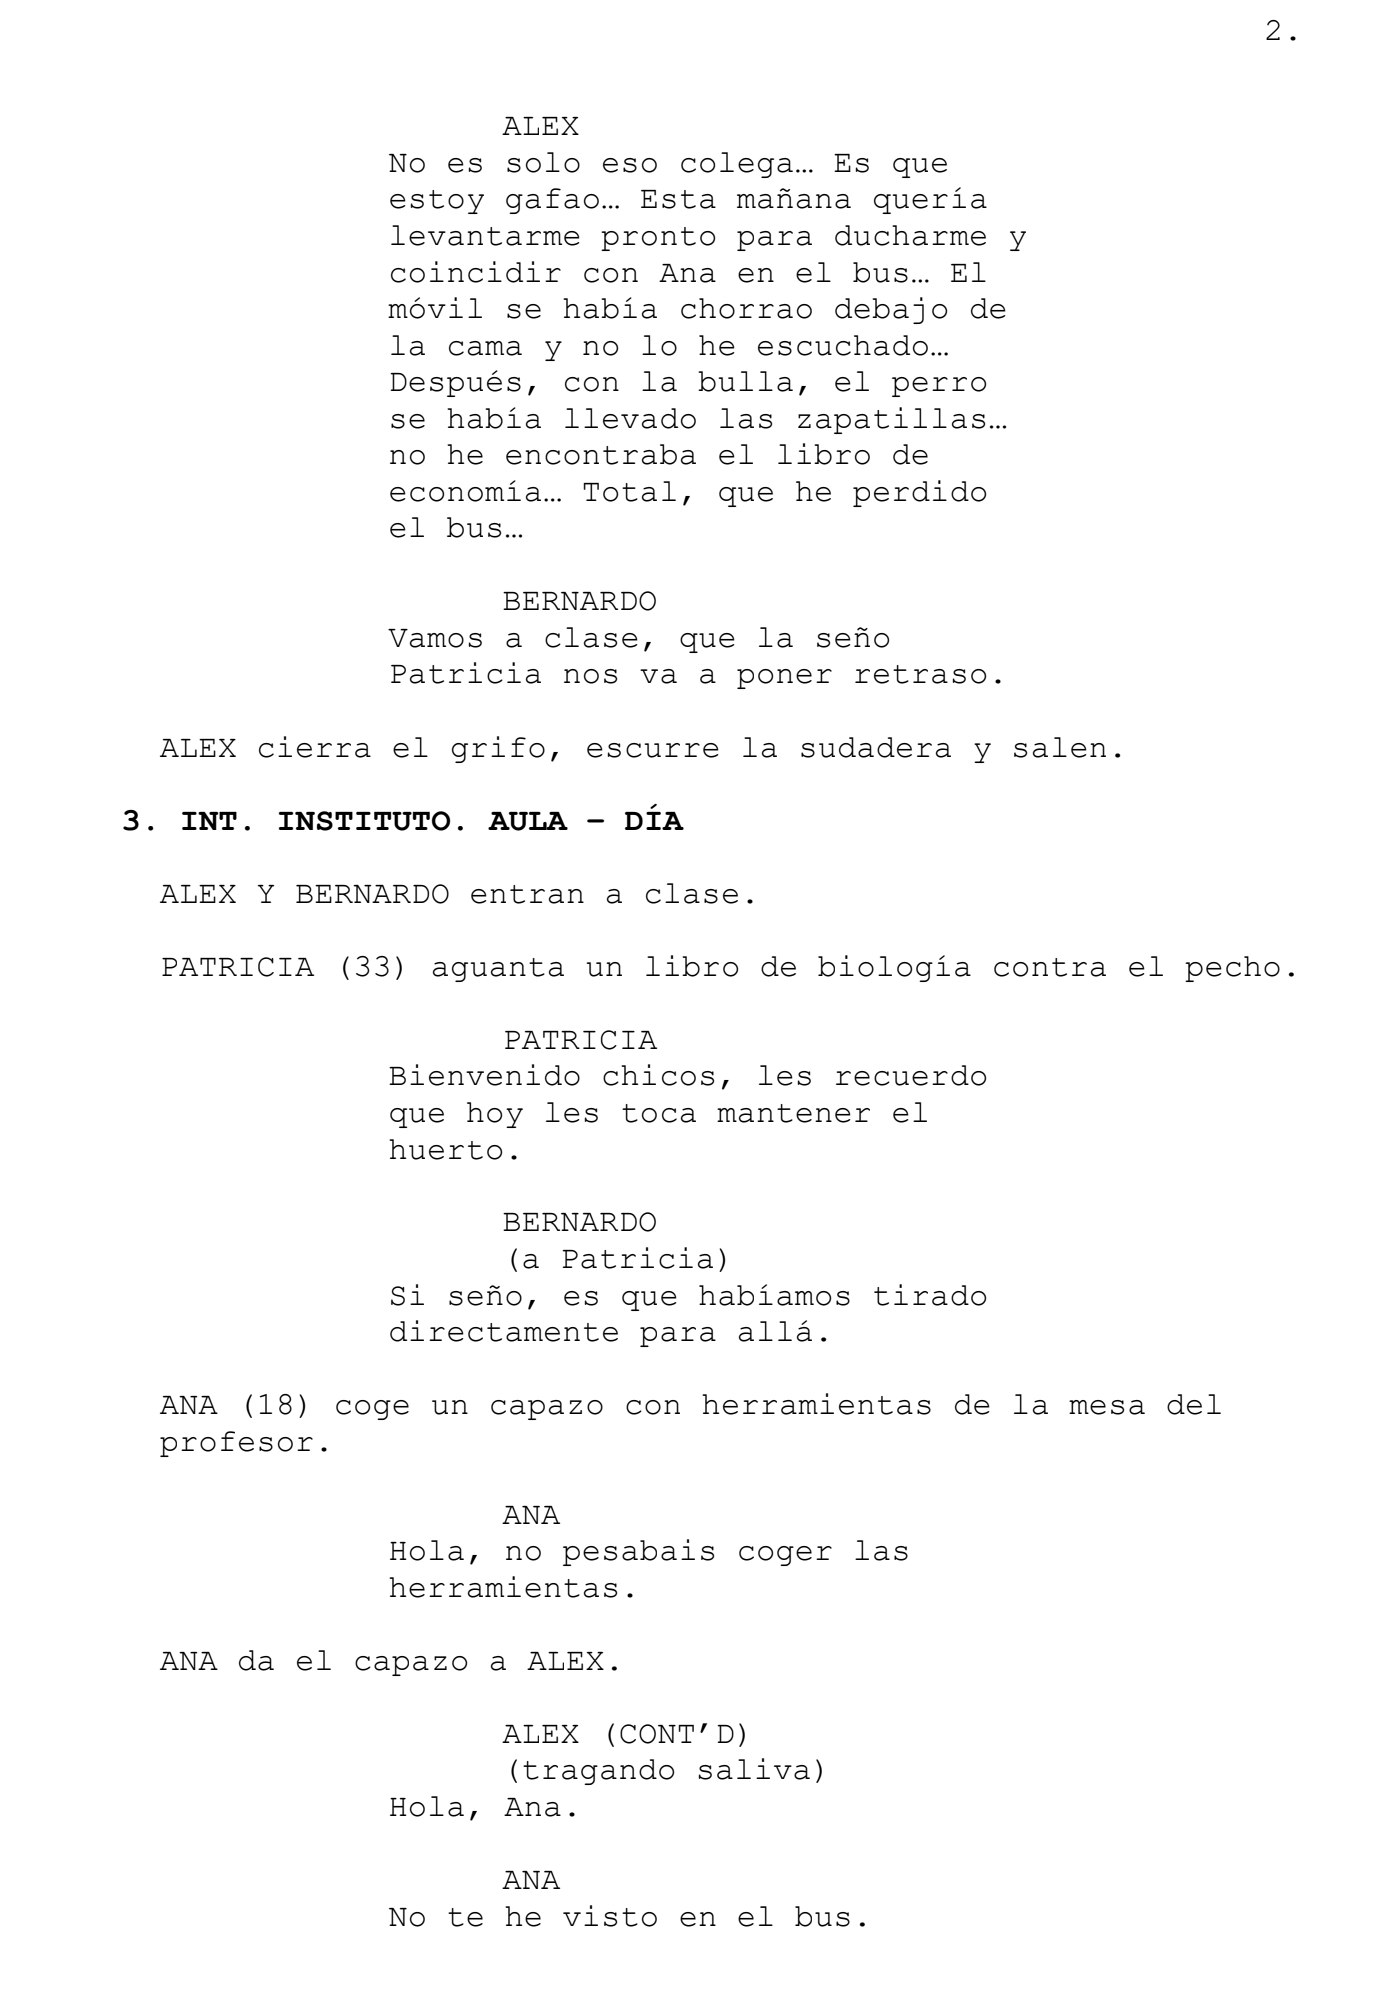 2.
ALEX
No es solo eso colega… Es que
estoy gafao… Esta mañana quería
levantarme pronto para ducharme y
coincidir con Ana en el bus… El
móvil se había chorrao debajo de
la cama y no lo he escuchado…
Después, con la bulla, el perro
se había llevado las zapatillas…
no he encontraba el libro de
economía… Total, que he perdido
el bus…
BERNARDO
Vamos a clase, que la seño
Patricia nos va a poner retraso.
ALEX cierra el grifo, escurre la sudadera y salen.
3. INT. INSTITUTO. AULA – DÍA
ALEX Y BERNARDO entran a clase.
PATRICIA (33) aguanta un libro de biología contra el pecho.
PATRICIA
Bienvenido chicos, les recuerdo
que hoy les toca mantener el
huerto.
BERNARDO
(a Patricia)
Si seño, es que habíamos tirado
directamente para allá.
ANA (18) coge un capazo con herramientas de la mesa del
profesor.
ANA
Hola, no pesabais coger las
herramientas.
ANA da el capazo a ALEX.
ALEX (CONT’D)
(tragando saliva)
Hola, Ana.
ANA
No te he visto en el bus.